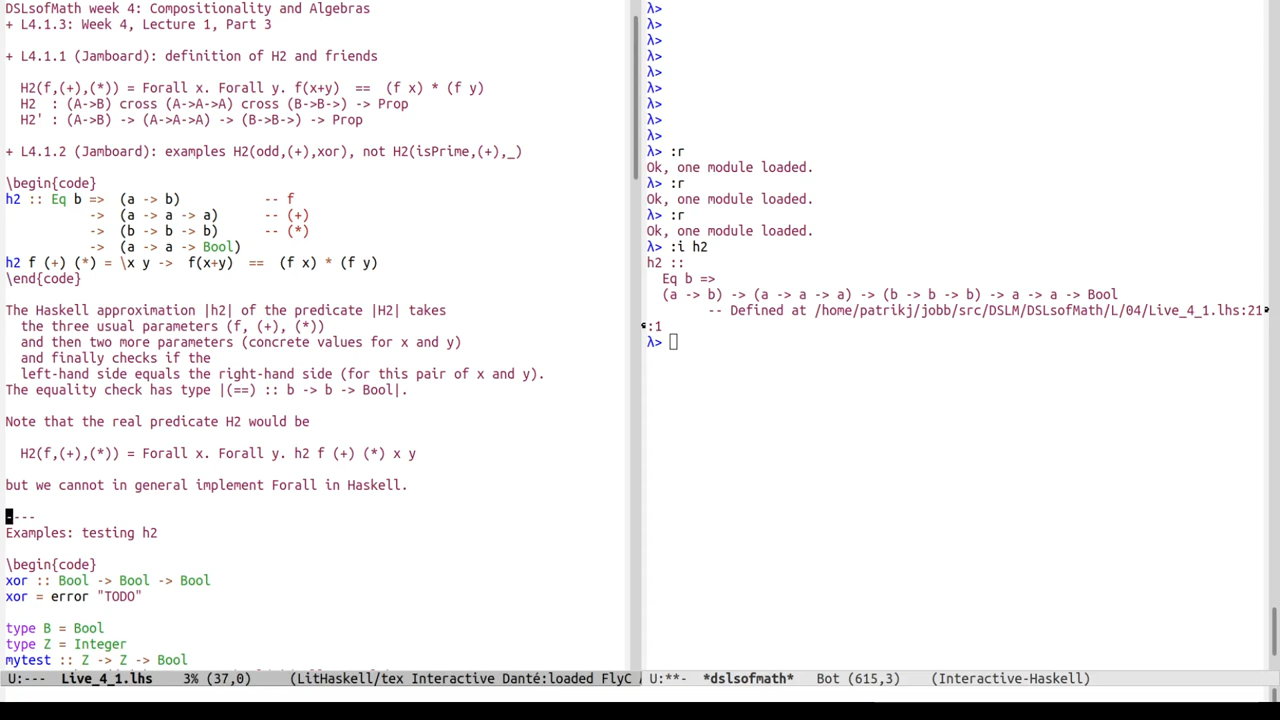 DSLsofMath week 4: Compositionality and Algebras
+ L4.1.3: Week 4, Lecture 1, Part 3
+ L4.1.1 (Jamboard): definition of H2 and friends
H2(f,(+),(*)) = Forall x. Forall y. f(x+y)  ==  (f x) * (f y)
H2  : (A->B) cross (A->A->A) cross (B->B->) -> Prop
H2' : (A->B) -> (A->A->A) -> (B->B->) -> Prop
+ L4.1.2 (Jamboard): examples H2(odd,(+),xor), not H2(isPrime,(+),_)
\begin{code}
h2 :: Eq b =>  (a -> b)           -- f
->  (a -> a -> a)      -- (+)
->  (b -> b -> b)      -- (*)
->  (a -> a -> Bool)
h2 f (+) (*) = \x y ->  f(x+y)  ==  (f x) * (f y)
\end{code}
The Haskell approximation |h2| of the predicate |H2| takes
the three usual parameters (f, (+), (*))
and then two more parameters (concrete values for x and y)
and finally checks if the
left-hand side equals the right-hand side (for this pair of x and y).
The equality check has type |(==) :: b -> b -> Bool|.
Note that the real predicate H2 would be
H2(f,(+),(*)) = Forall x. Forall y. h2 f (+) (*) x y
but we cannot in general implement Forall in Haskell.
----
Examples: testing h2
\begin{code}
xor :: Bool -> Bool -> Bool
xor = error "TODO"
type B = Bool
type Z = Integer
mytest :: Z -> Z -> Bool
U:---  Live_4_1.lhs    3% (37,0)     (LitHaskell/tex Interactive Danté:loaded FlyC
λ>
λ>
λ>
λ>
λ>
λ>
λ>
λ>
λ>
λ> :r
Ok, one module loaded.
λ> :r
Ok, one module loaded.
λ> :r
Ok, one module loaded.
λ> :i h2
h2 ::
Eq b =>
(a -> b) -> (a -> a -> a) -> (b -> b -> b) -> a -> a -> Bool
-- Defined at /home/patrikj/jobb/src/DSLM/DSLsofMath/L/04/Live_4_1.lhs:21
:1
λ>
U:**-  *dslsofmath*   Bot (615,3)    (Interactive-Haskell)